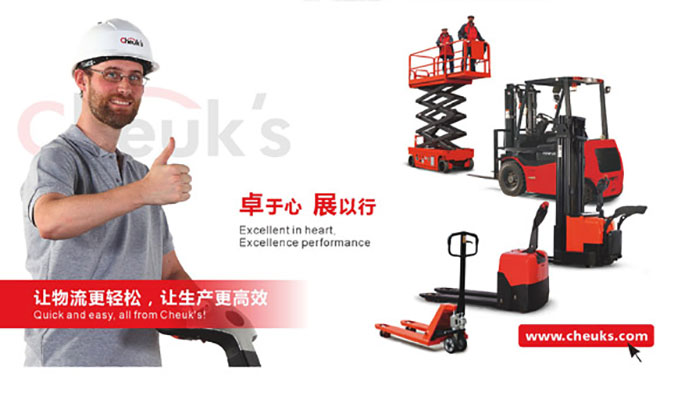 Cheuk's
Cheuk's
卓于心 展以行
Excellent in heart,
Excellence performance
让物流更轻松，让生产更高效
Quick and easy, all from Cheuk's!
www.cheuks.com